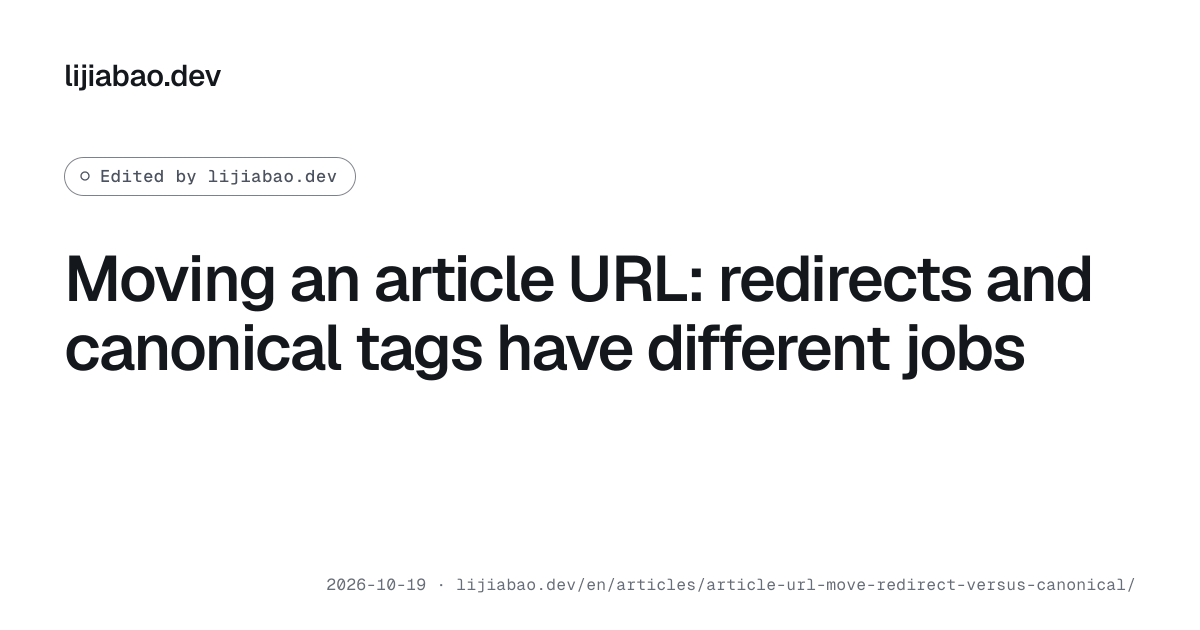 lijiabao.dev
Edited by lijiabao.dev
Moving an article URL: redirects and
canonical tags have different jobs
2026-10-19 · lijiabao.dev/en/articles/article-url-move-redirect-versus-canonical/